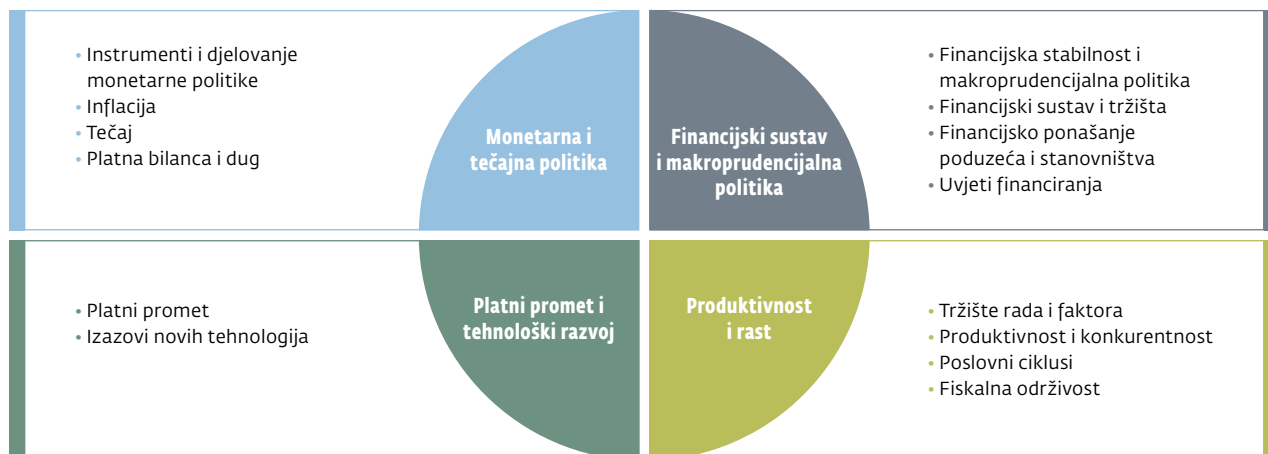 • Instrumenti i djelovanje
monetarne politike
• Inflacija
• Tečaj
• Platna bilanca i dug
Monetarna i
tečajna politika
Financijski sustav
i makroprudencijalna
politika
• Financijska stabilnost i
makroprudencijalna politika
• Financijski sustav i tržišta
• Financijsko ponašanje
poduzeća i stanovništva
• Uvjeti financiranja
• Platni promet
• Izazovi novih tehnologija
Platni promet i
tehnološki razvoj
Produktivnost
i rast
• Tržište rada i faktora
• Produktivnost i konkurentnost
• Poslovni ciklusi
• Fiskalna održivost